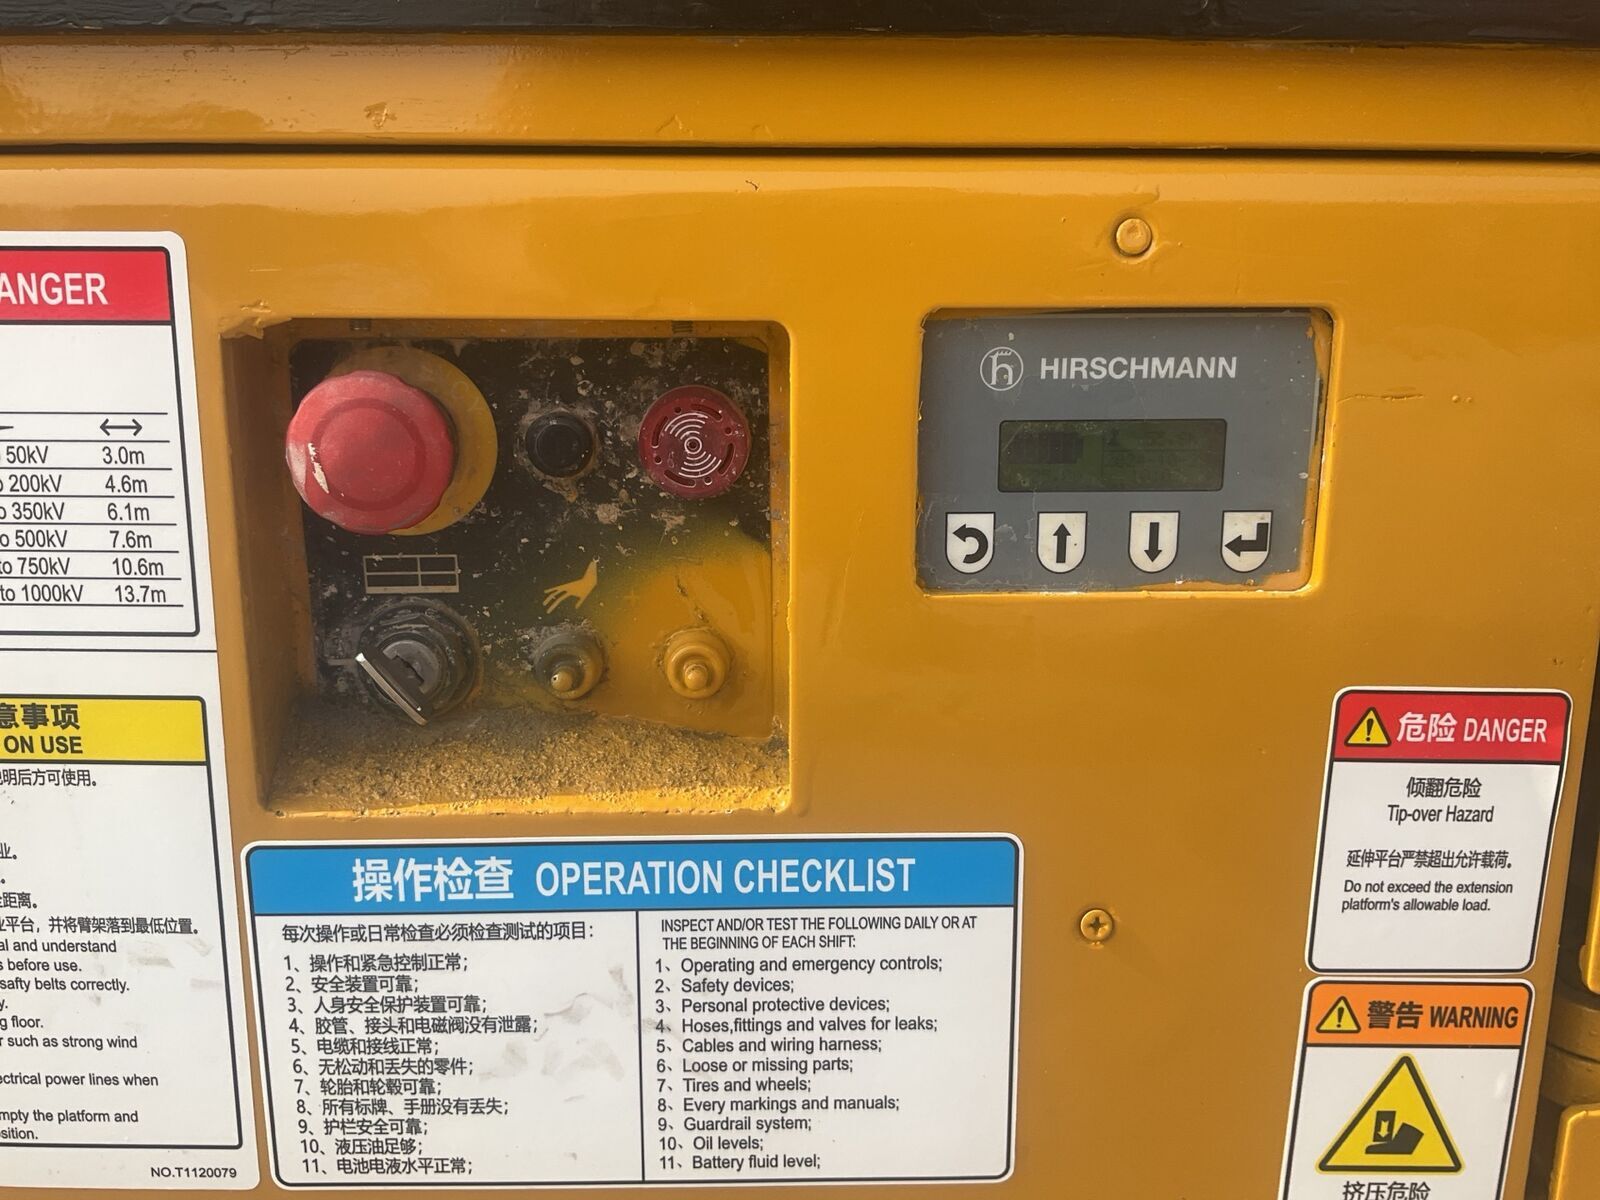 ANGER
50kV 3.0m
200kV 4.6m
350kV 6.1m
to 500kV 7.6m
to 750kV 10.6m
to 1000kV 13.7m
意事项
ON USE
明后方可使用。
业。
距离。
平台，并将臂架落到最低位置。
al and understand
s before use.
safty belts correctly.
y.
g floor.
r such as strong wind
ectrical power lines when
mpty the platform and
sition.
NO.T1120079
HIRSCHMANN
操作检查 OPERATION CHECKLIST
每次操作或日常检查必须检查测试的项目：
1、操作和紧急控制正常；
2、安全装置可靠；
3、人身安全保护装置可靠；
4、胶管、接头和电磁阀没有泄露；
5、电缆和接线正常；
6、无松动和丢失的零件；
7、轮胎和轮毂可靠；
8、所有标牌、手册没有丢失；
9、护栏安全可靠；
10、液压油足够；
11、电池电液水平正常；
INSPECT AND/OR TEST THE FOLLOWING DAILY OR AT
THE BEGINNING OF EACH SHIFT:
1、Operating and emergency controls;
2、Safety devices;
3、Personal protective devices;
4、Hoses,fittings and valves for leaks;
5、Cables and wiring harness;
6、Loose or missing parts;
7、Tires and wheels;
8、Every markings and manuals;
9、Guardrail system;
10、Oil levels;
11、Battery fluid level;
危险 DANGER
倾翻危险
Tip-over Hazard
延伸平台严禁超出允许载荷。
Do not exceed the extension
platform's allowable load.
警告 WARNING
挤压危险